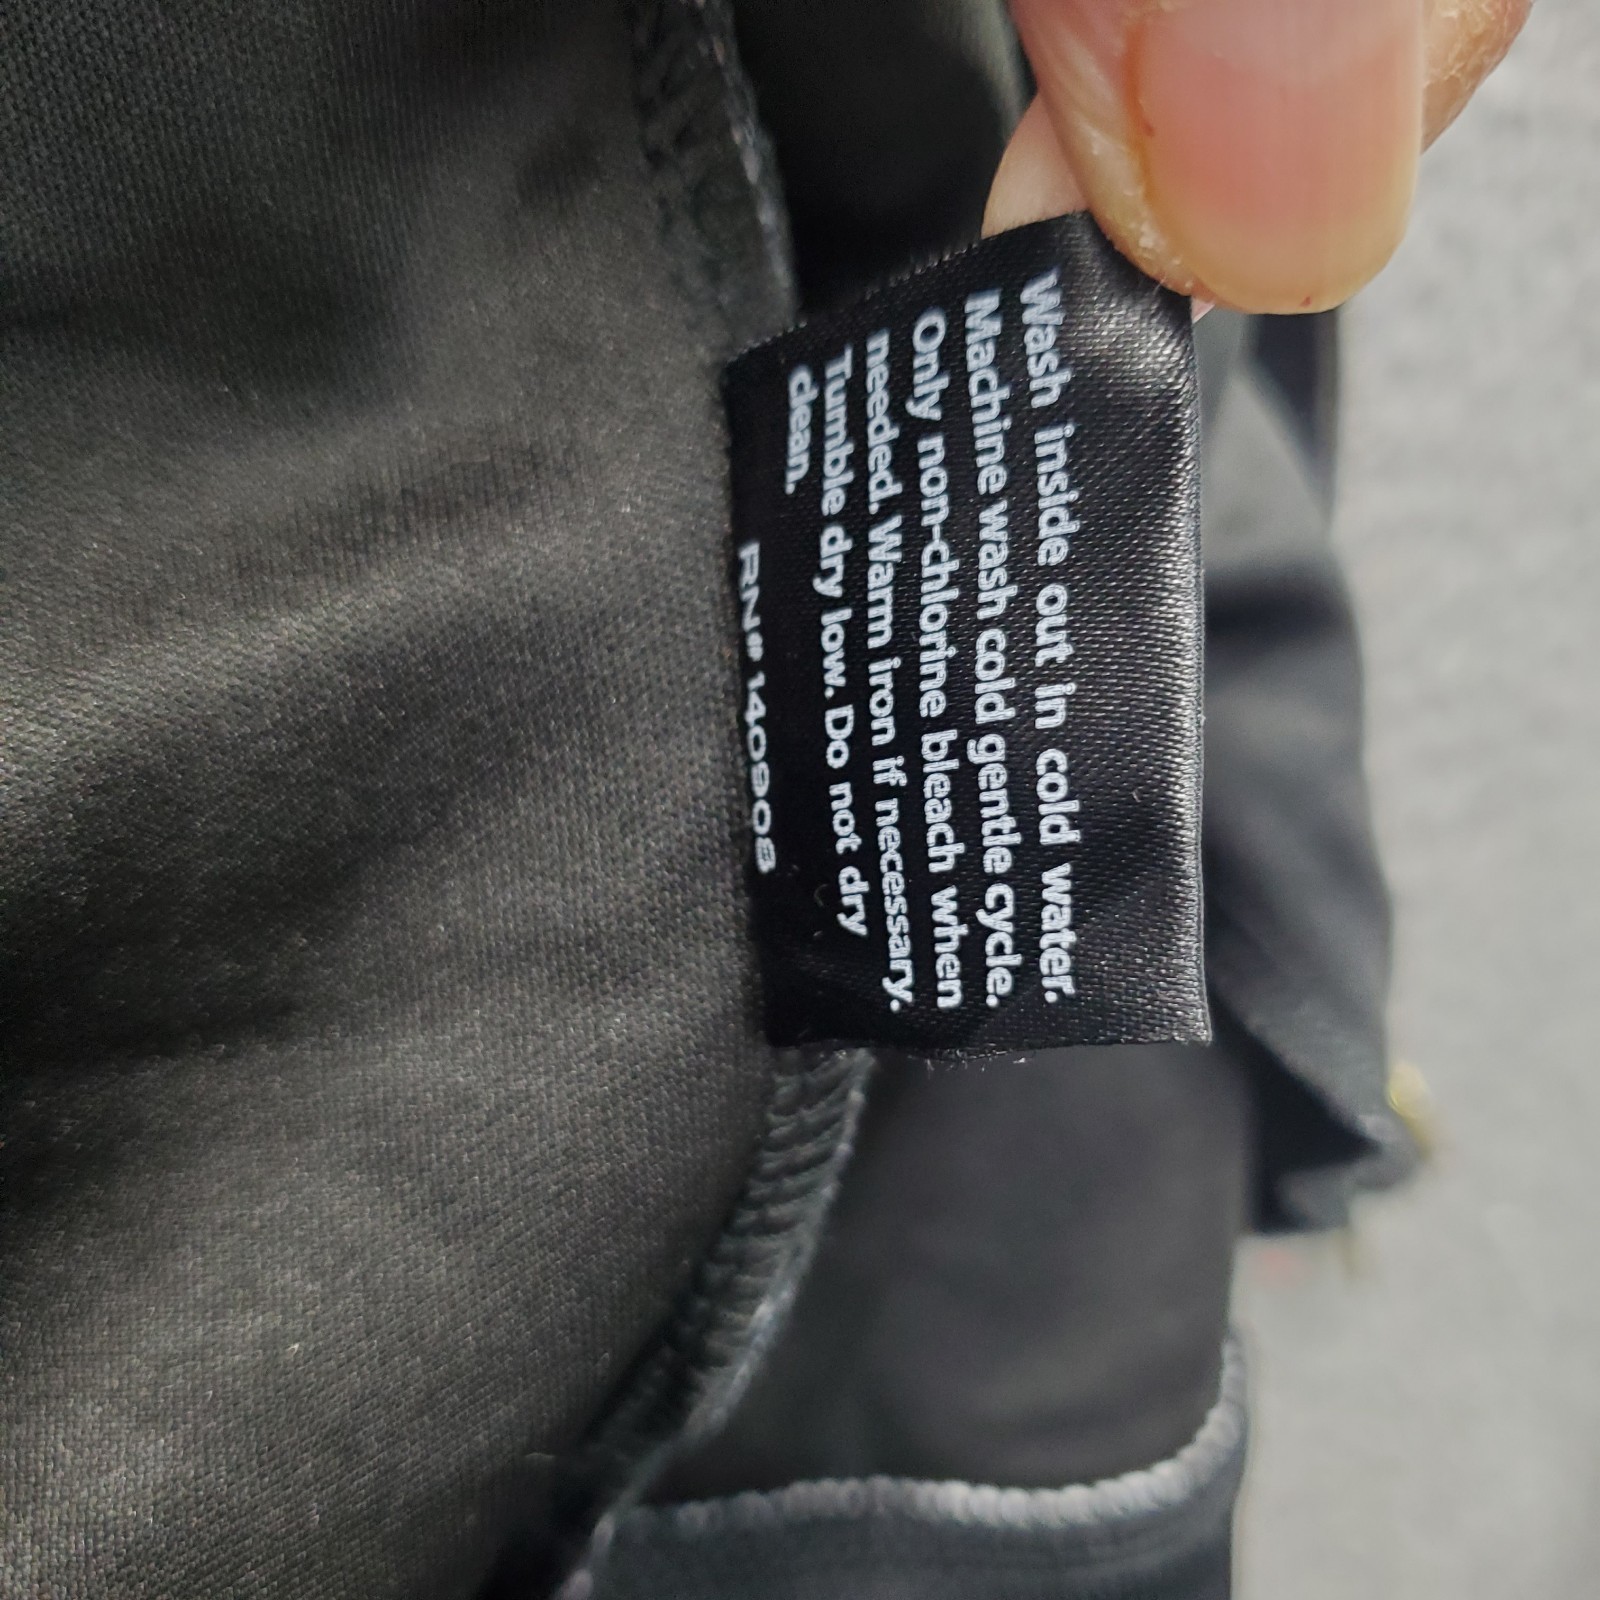 Wash inside out in cold water.
Machine wash cold gentle cycle.
Only non-chlorine bleach when
needed. Warm iron if necessary.
Tumble dry low. Do not dry
clean.
RN# 140908